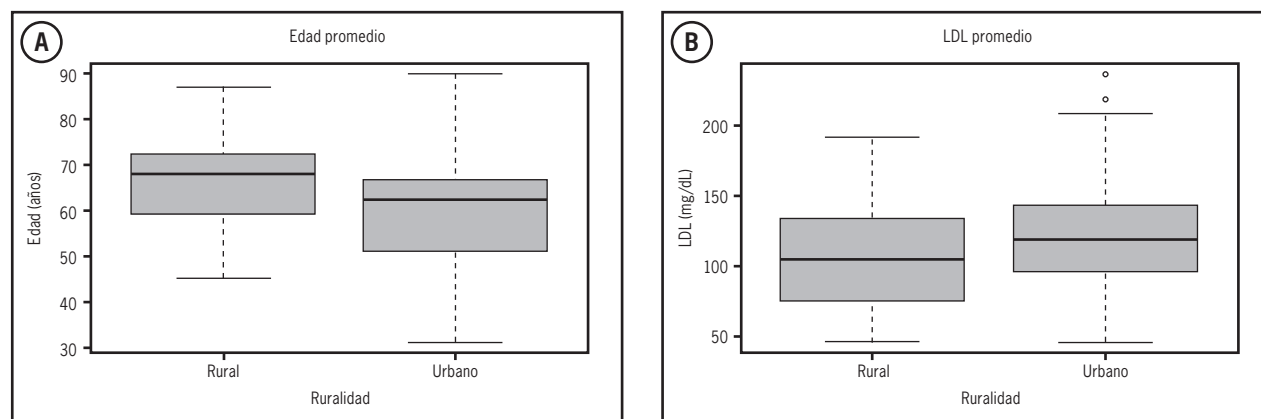 A
Edad promedio
90
80
70
60
50
40
30
Edad (años)
Rural
Urbano
Ruralidad
B
LDL promedio
200
150
100
50
LDL (mg/dL)
Rural
Urbano
Ruralidad